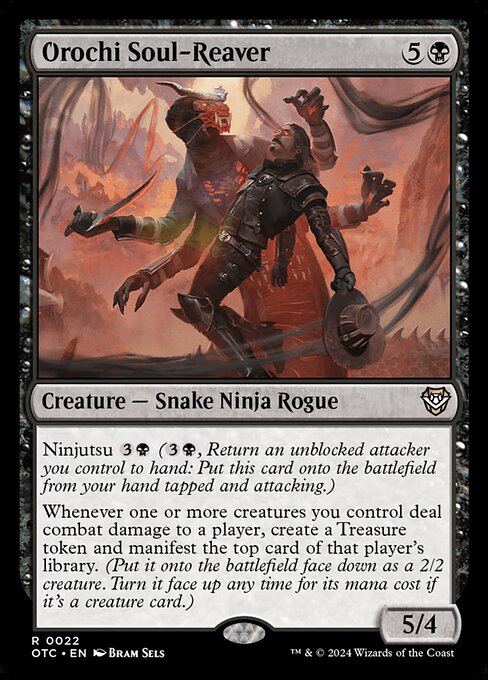 Orochi Soul-Reaver 5
Creature — Snake Ninja Rogue
Ninjutsu 3 (3, Return an unblocked attacker
you control to hand: Put this card onto the battlefield
from your hand tapped and attacking.)
Whenever one or more creatures you control deal
combat damage to a player, create a Treasure
token and manifest the top card of that player's
library. (Put it onto the battlefield face down as a 2/2
creature. Turn it face up any time for its mana cost if
it's a creature card.)
5/4
R 0022
OTC • EN Bram Sels ™ & © 2024 Wizards of the Coast